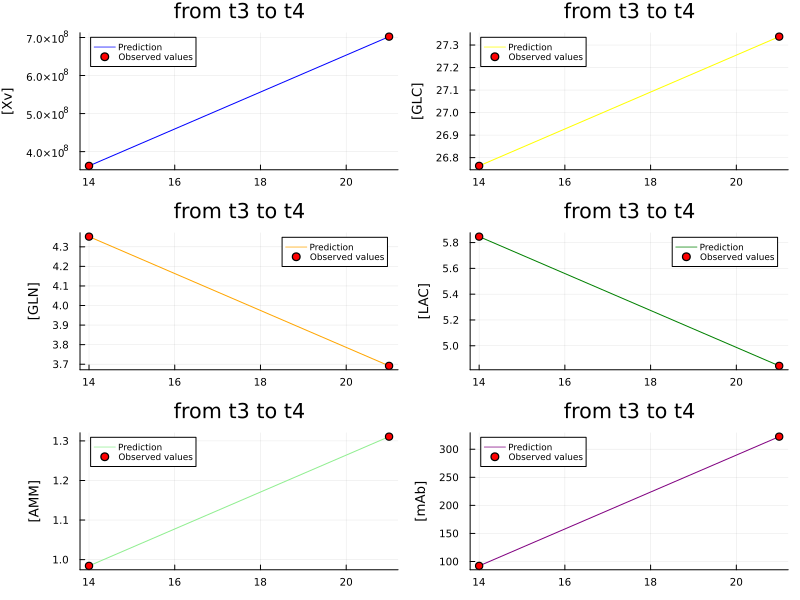 from t3 to t4
[Xv]
7.0×10⁸
6.0×10⁸
5.0×10⁸
4.0×10⁸
Prediction
Observed values
14 16 18 20
from t3 to t4
[GLC]
27.3
27.2
27.1
27.0
26.9
26.8
Prediction
Observed values
14 16 18 20
from t3 to t4
[GLN]
4.3
4.2
4.1
4.0
3.9
3.8
3.7
Prediction
Observed values
14 16 18 20
from t3 to t4
[LAC]
5.8
5.6
5.4
5.2
5.0
Prediction
Observed values
14 16 18 20
from t3 to t4
[AMM]
1.3
1.2
1.1
1.0
Prediction
Observed values
14 16 18 20
from t3 to t4
[mAb]
300
250
200
150
100
Prediction
Observed values
14 16 18 20